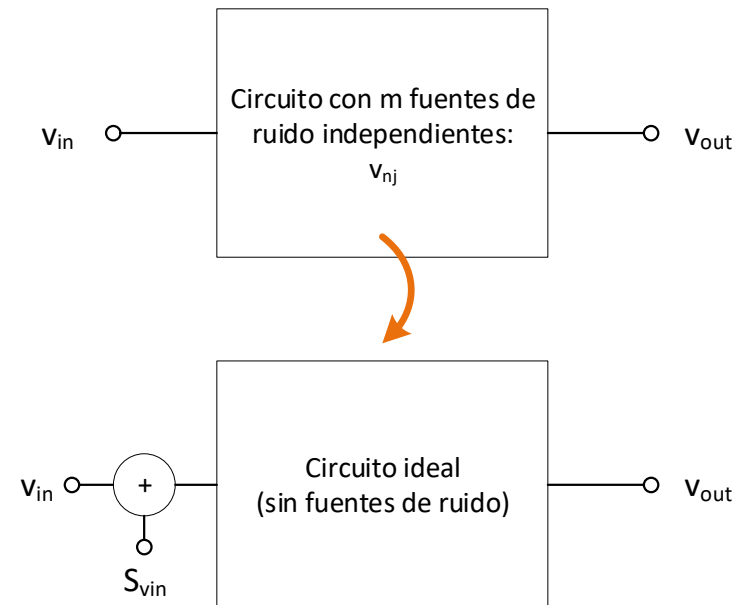 Circuito con m fuentes de
ruido independientes:
v_nj
v_in
v_out
Circuito ideal
(sin fuentes de ruido)
v_in
+
v_out
S_vin